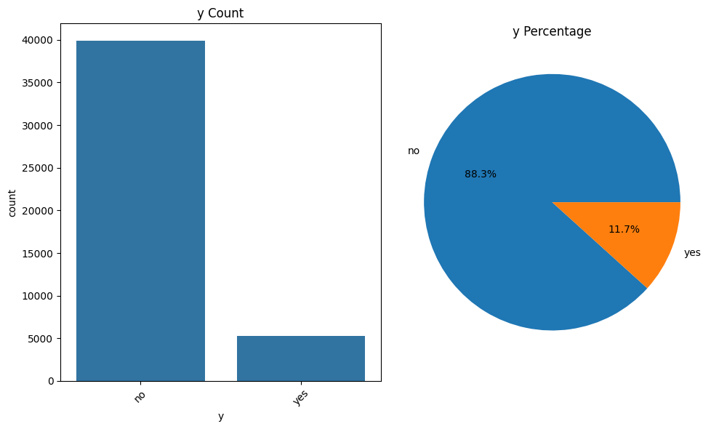 y Count
count
40000
35000
30000
25000
20000
15000
10000
5000
0
no
yes
y
y Percentage
no
88.3%
11.7%
yes